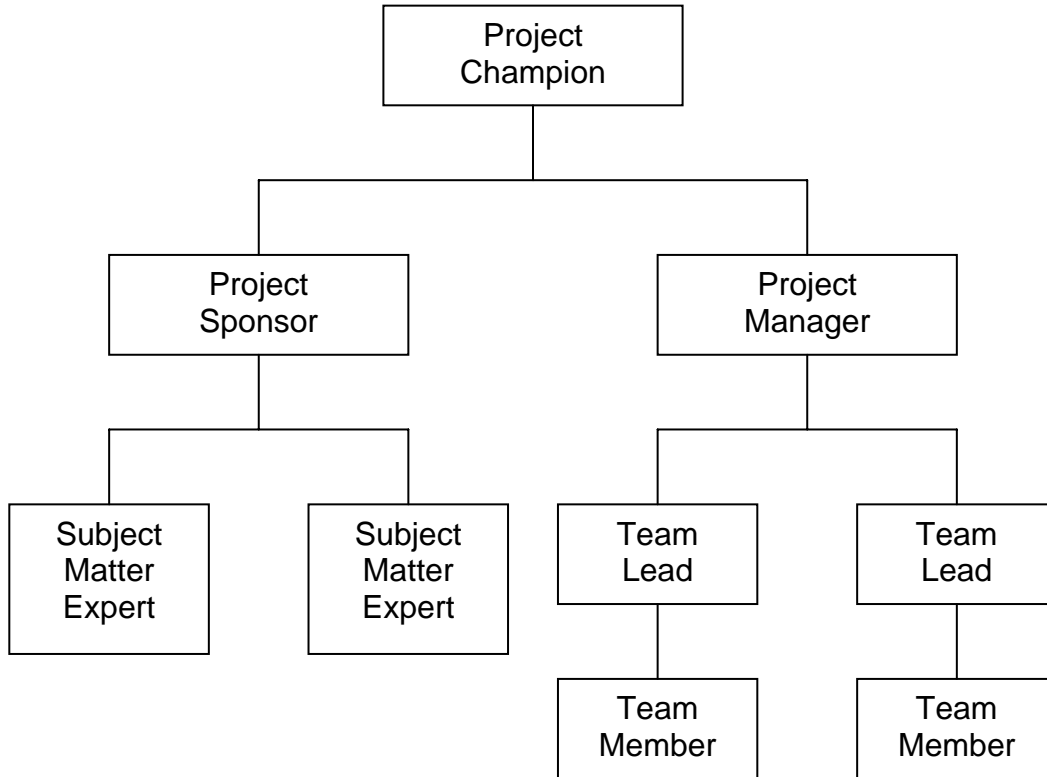 Project
Champion
Project
Sponsor
Project
Manager
Subject
Matter
Expert
Subject
Matter
Expert
Team
Lead
Team
Lead
Team
Member
Team
Member